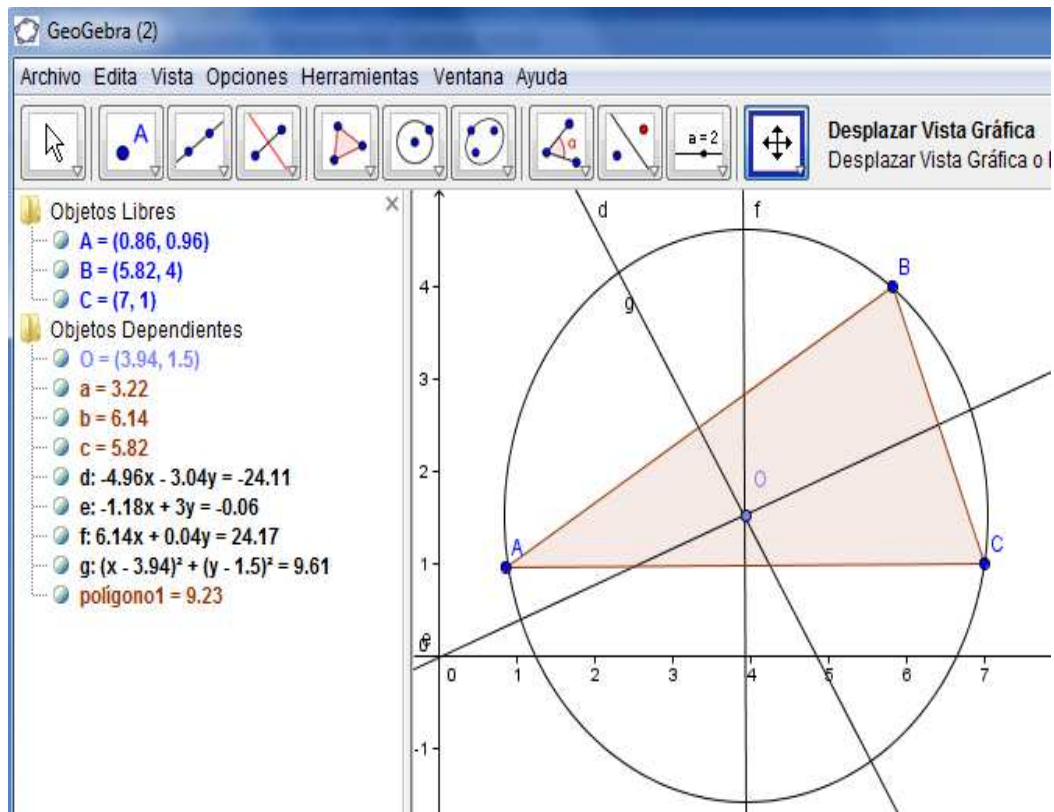 GeoGebra (2)
Archivo Edita Vista Opciones Herramientas Ventana Ayuda
A
α
a = 2
Desplazar Vista Gráfica
Desplazar Vista Gráfica o
Objetos Libres
A = (0.86, 0.96)
B = (5.82, 4)
C = (7, 1)
Objetos Dependientes
O = (3.94, 1.5)
a = 3.22
b = 6.14
c = 5.82
d: -4.96x - 3.04y = -24.11
e: -1.18x + 3y = -0.06
f: 6.14x + 0.04y = 24.17
g: (x - 3.94)² + (y - 1.5)² = 9.61
polígono1 = 9.23
d
f
B
4
g
3
2
O
A
C
1
e
0
0 1 2 3 4 5 6 7
-1